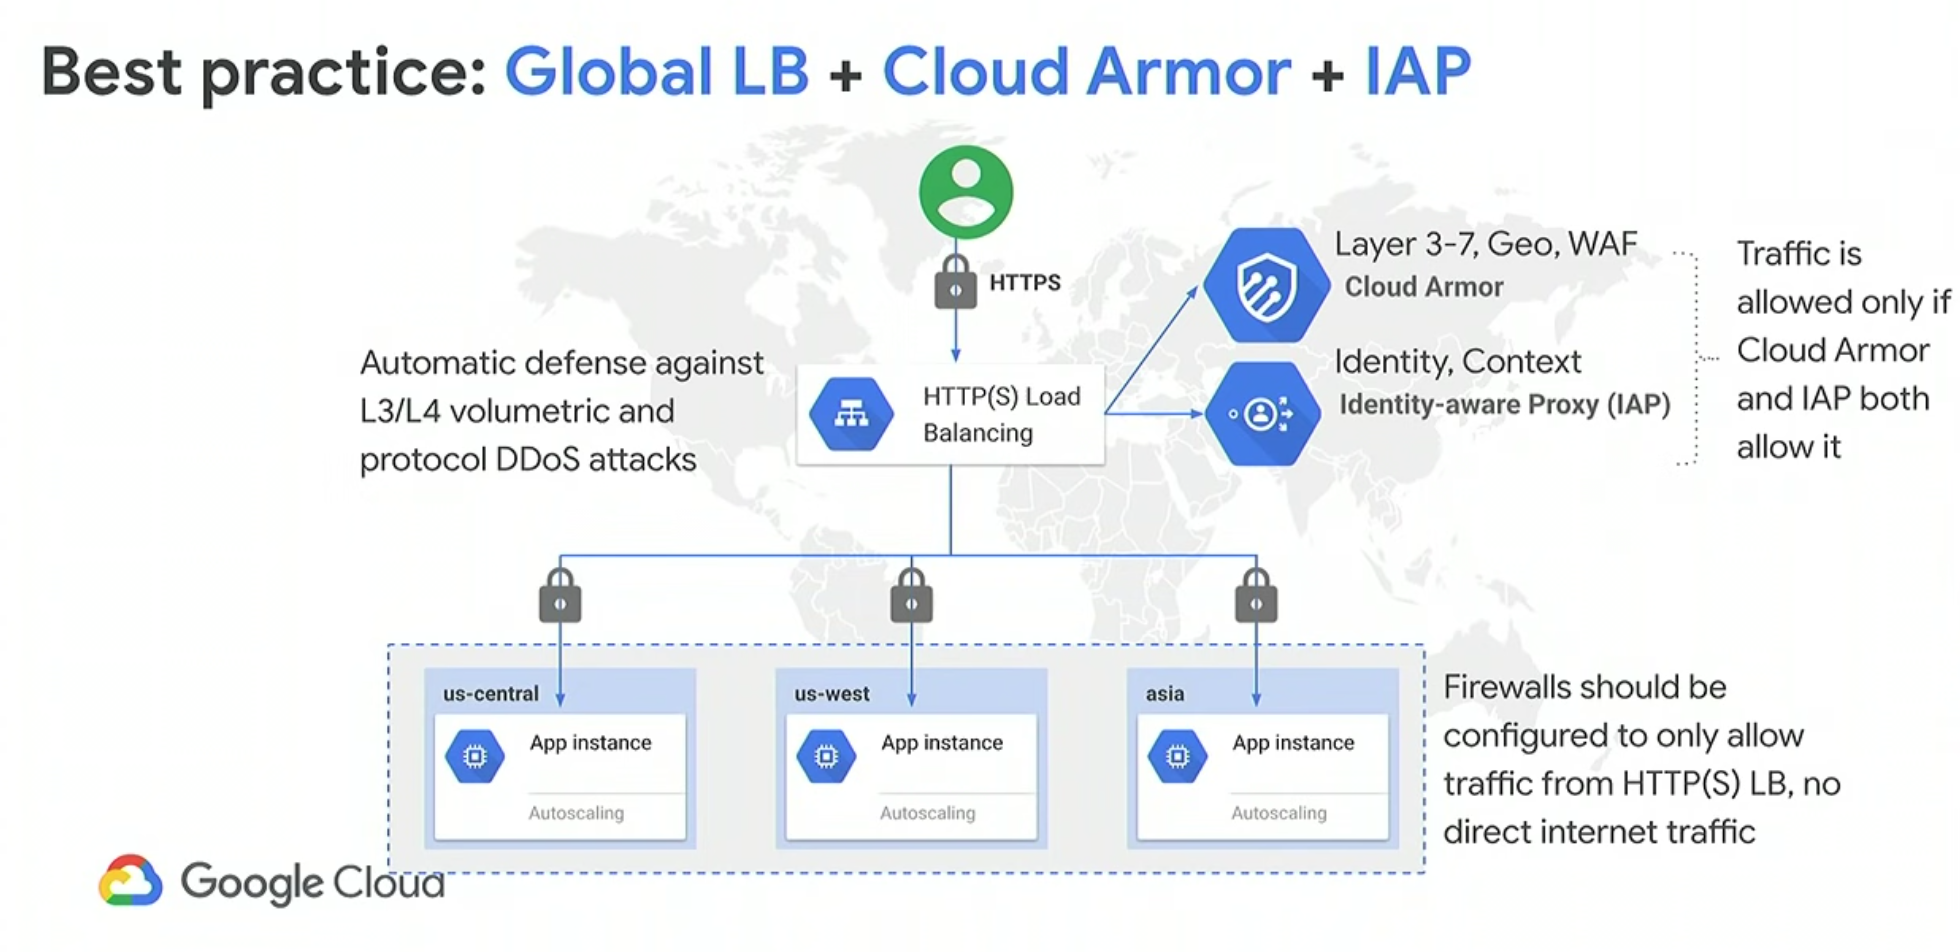 Best practice: Global LB + Cloud Armor + IAP
HTTPS
Layer 3-7, Geo, WAF
Cloud Armor
Identity, Context
Identity-aware Proxy (IAP)
Traffic is
allowed only if
Cloud Armor
and IAP both
allow it
Automatic defense against
L3/L4 volumetric and
protocol DDoS attacks
HTTP(S) Load
Balancing
us-central
App instance
Autoscaling
us-west
App instance
Autoscaling
asia
App instance
Autoscaling
Firewalls should be
configured to only allow
traffic from HTTP(S) LB, no
direct internet traffic
Google Cloud